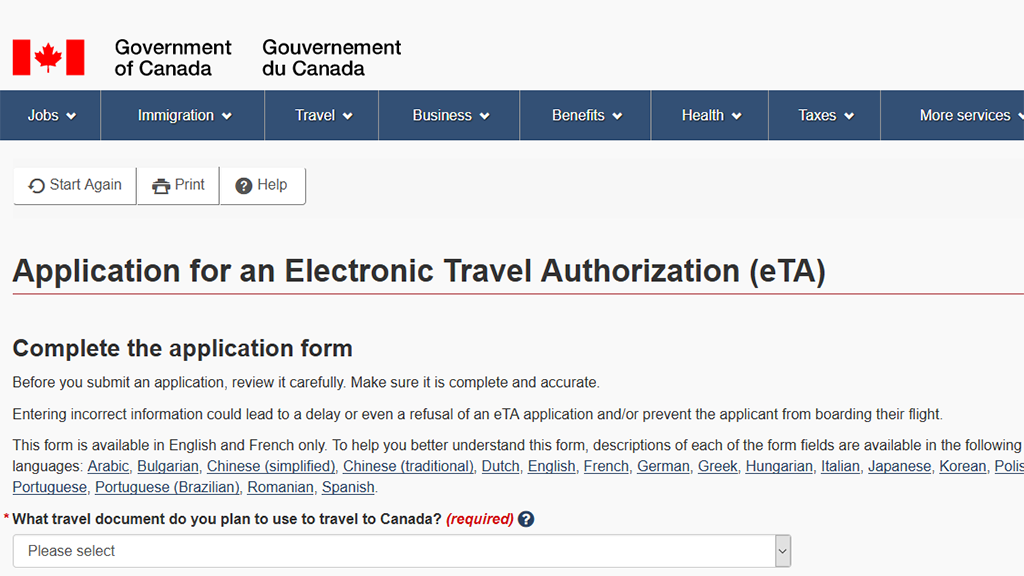 Government Gouvernement
of Canada du Canada
Jobs Immigration Travel Business Benefits Health Taxes More services
Start Again Print Help
Application for an Electronic Travel Authorization (eTA)
Complete the application form
Before you submit an application, review it carefully. Make sure it is complete and accurate.
Entering incorrect information could lead to a delay or even a refusal of an eTA application and/or prevent the applicant from boarding their flight.
This form is available in English and French only. To help you better understand this form, descriptions of each of the form fields are available in the following
languages: Arabic, Bulgarian, Chinese (simplified), Chinese (traditional), Dutch, English, French, German, Greek, Hungarian, Italian, Japanese, Korean, Polis
Portuguese, Portuguese (Brazilian), Romanian, Spanish.
* What travel document do you plan to use to travel to Canada? (required) ?
Please select